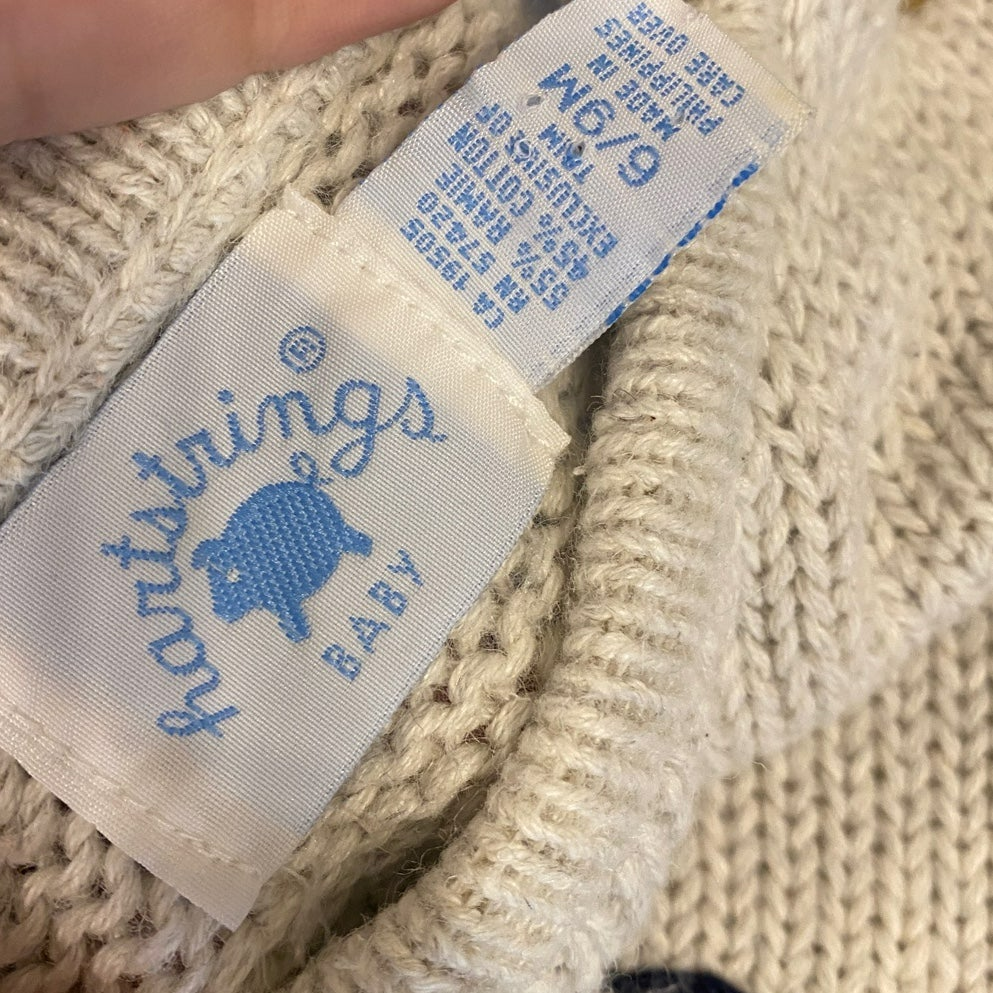 hartstrings®
BABY
CA 19505
RN 57420
55% RAMIE
45% COTTON
EXCLUSIVE OF
TRIM
6/9M
MADE IN
PHILIPPINES
CARE OVER